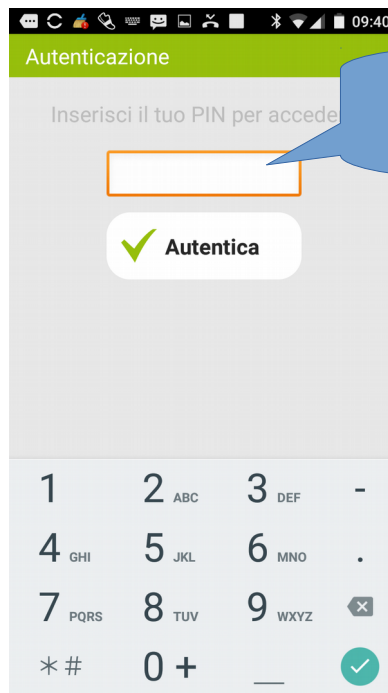 09:40
Autenticazione
Inserisci il tuo PIN per accede
Autentica
1 2 ABC 3 DEF -
4 GHI 5 JKL 6 MNO .
7 PQRS 8 TUV 9 WXYZ
*# 0 + _